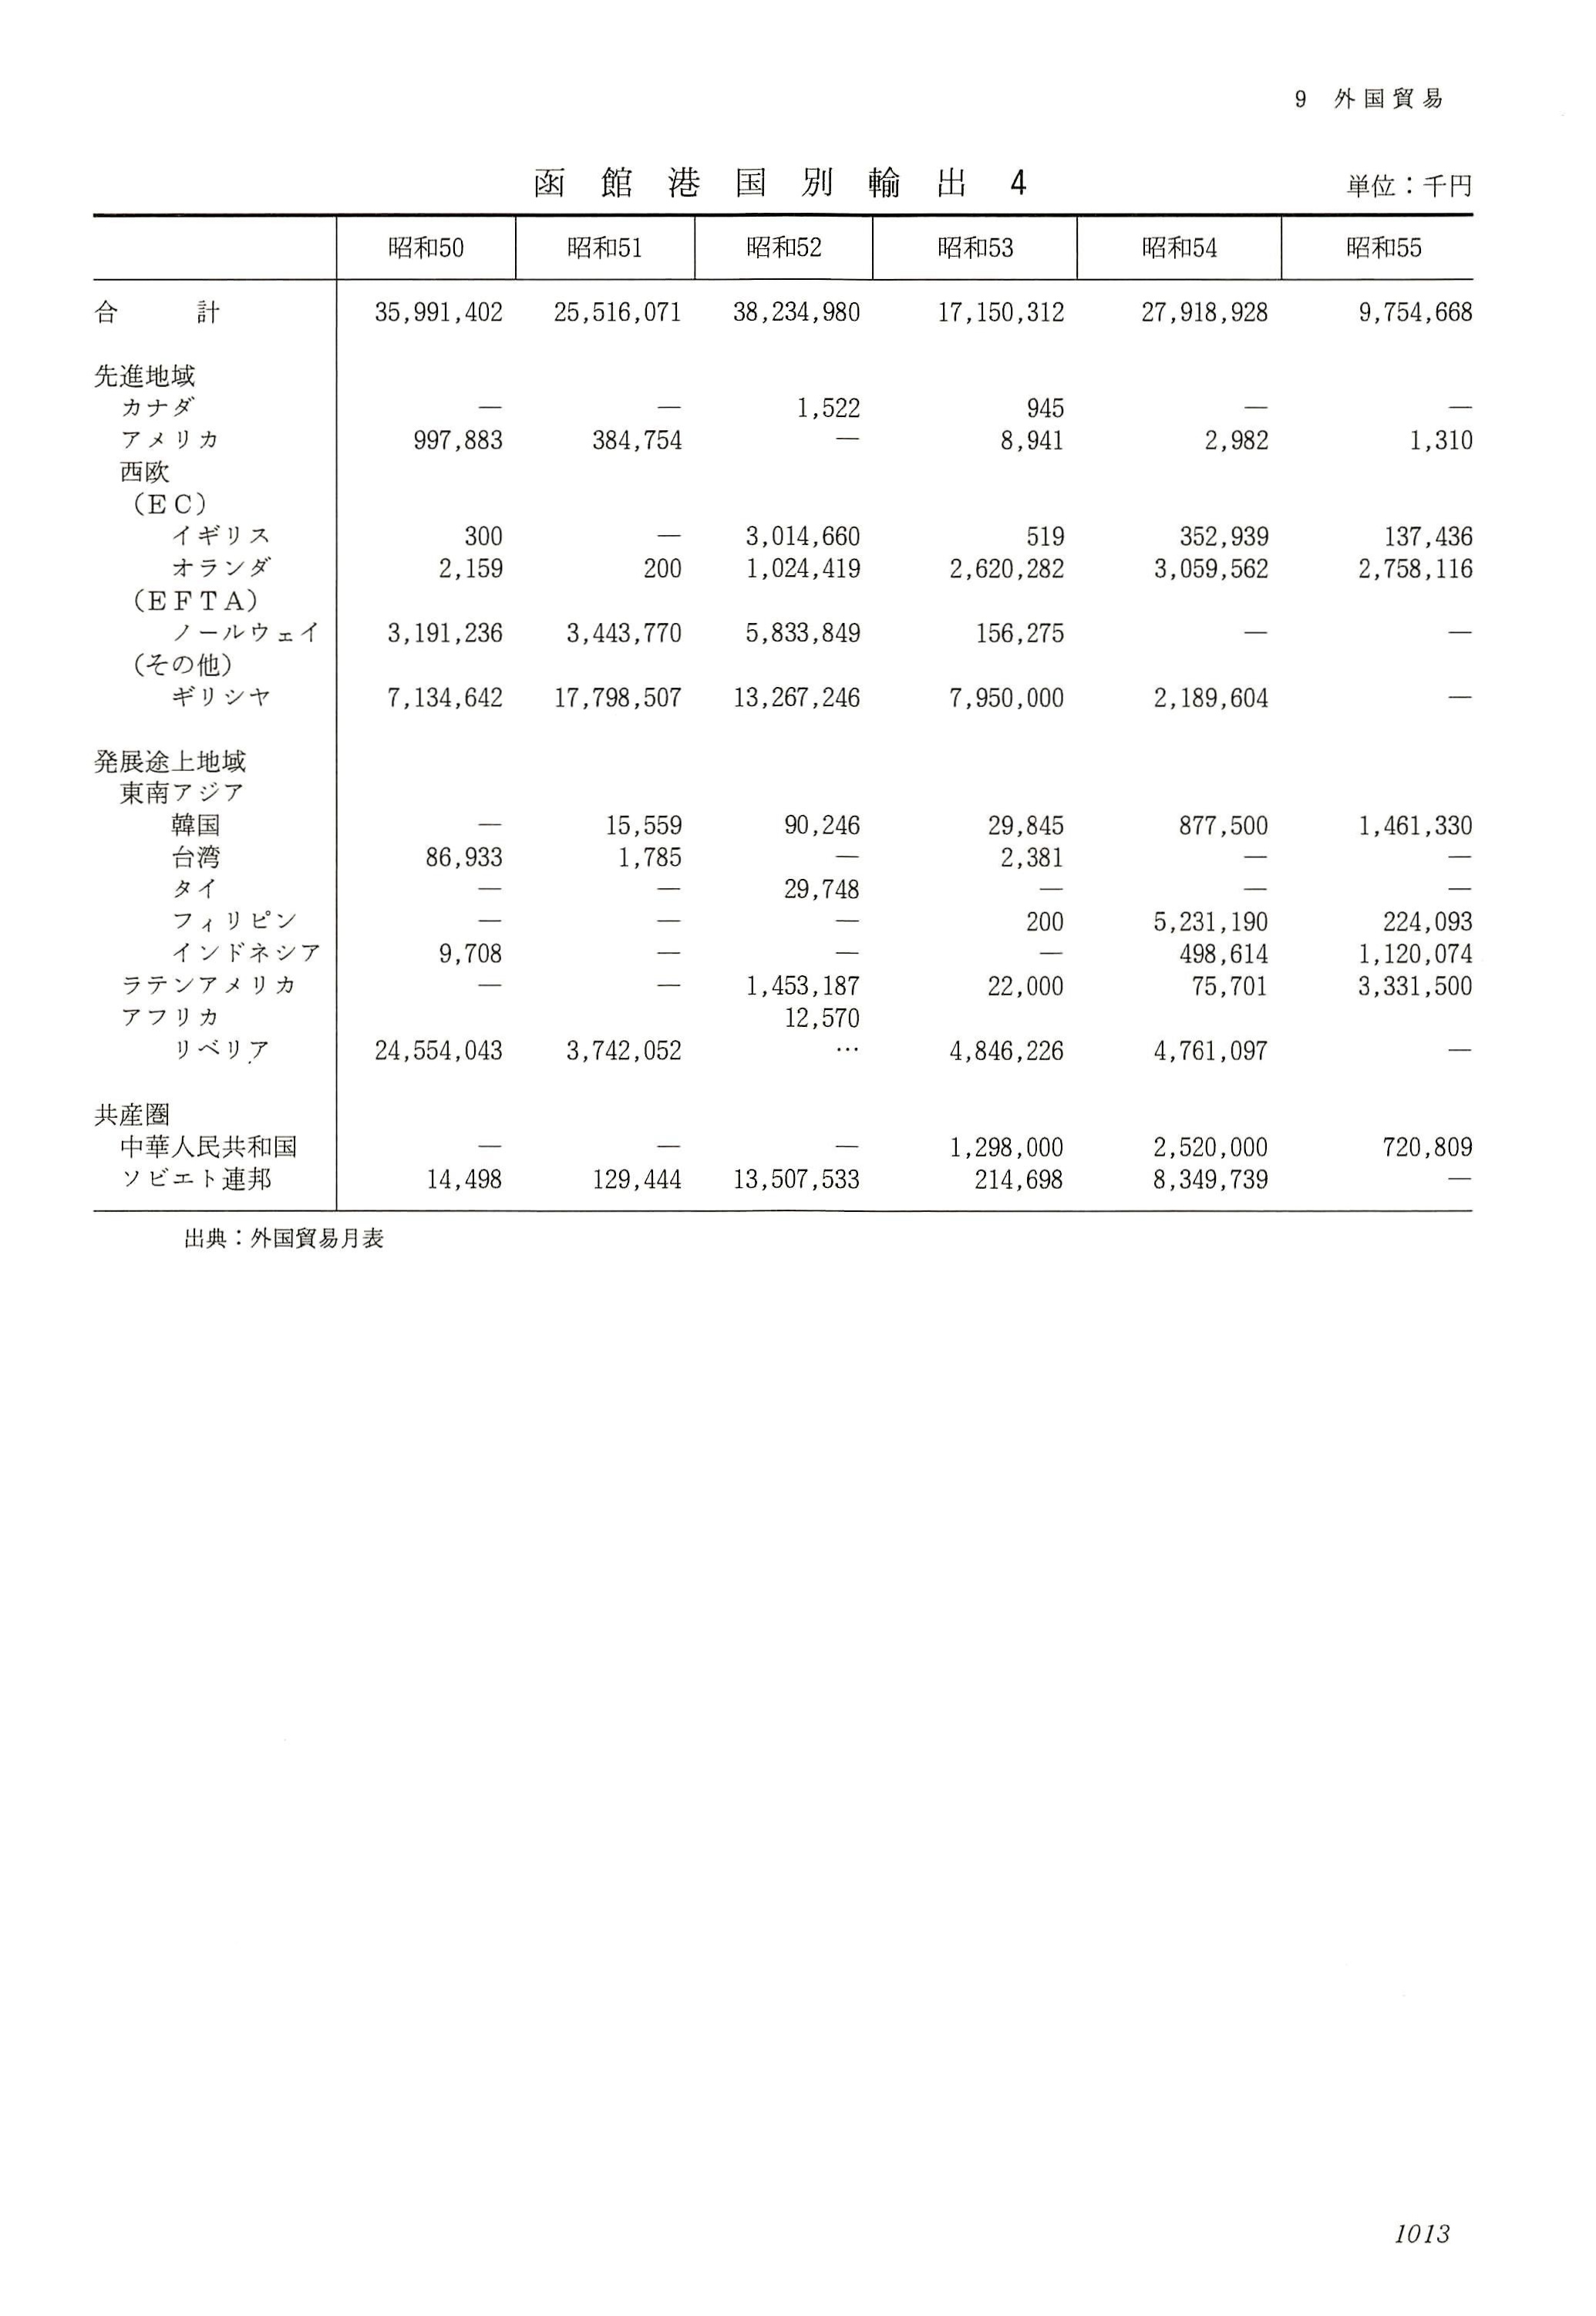 9 外国貿易
函館港国別輸出 4 単位：千円
昭和50 昭和51 昭和52 昭和53 昭和54 昭和55
合計 35,991,402 25,516,071 38,234,980 17,150,312 27,918,928 9,754,668
先進地域
カナダ — — 1,522 945 — —
アメリカ 997,883 384,754 — 8,941 2,982 1,310
西欧
（EC）
イギリス 300 — 3,014,660 519 352,939 137,436
オランダ 2,159 200 1,024,419 2,620,282 3,059,562 2,758,116
（EFTA）
ノールウェイ 3,191,236 3,443,770 5,833,849 156,275 — —
（その他）
ギリシヤ 7,134,642 17,798,507 13,267,246 7,950,000 2,189,604 —
発展途上地域
東南アジア
韓国 — 15,559 90,246 29,845 877,500 1,461,330
台湾 86,933 1,785 — 2,381 — —
タイ — — 29,748 — — —
フィリピン — — — 200 5,231,190 224,093
インドネシア 9,708 — — — 498,614 1,120,074
ラテンアメリカ — — 1,453,187 22,000 75,701 3,331,500
アフリカ 12,570
リベリア 24,554,043 3,742,052 … 4,846,226 4,761,097 —
共産圏
中華人民共和国 — — — 1,298,000 2,520,000 720,809
ソビエト連邦 14,498 129,444 13,507,533 214,698 8,349,739 —
出典：外国貿易月表
1013